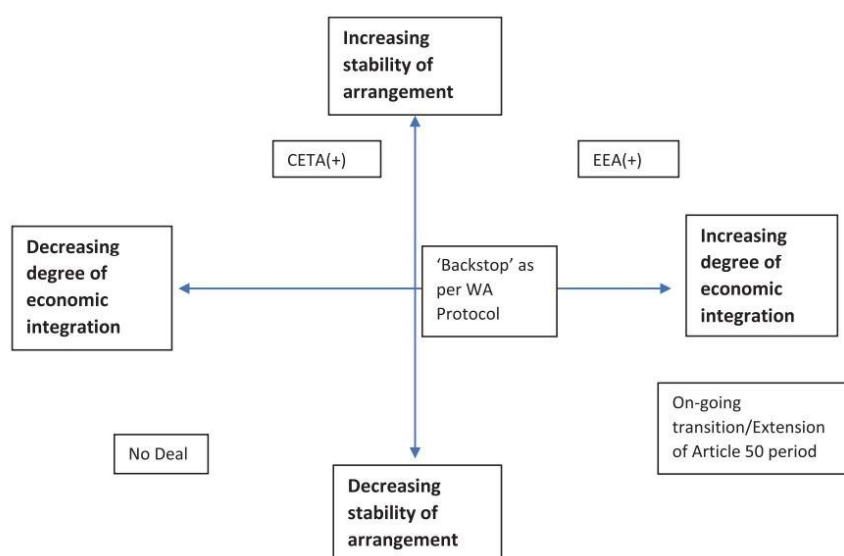 Increasing
stability of
arrangement
CETA(+)
EEA(+)
Decreasing
degree of
economic
integration
‘Backstop’ as
per WA
Protocol
Increasing
degree of
economic
integration
On-going
transition/Extension
of Article 50 period
No Deal
Decreasing
stability of
arrangement